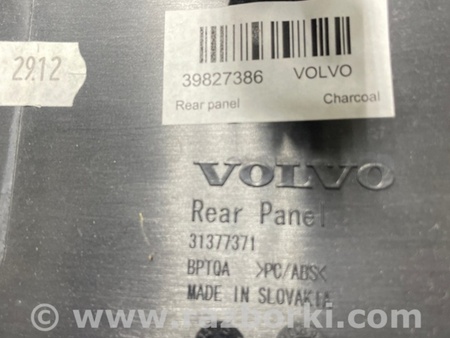 2912
39827386 VOLVO
Rear panel Charcoal
VOLVO
Rear Panel
31377371
BPTQA >PC/ABS<
MADE IN SLOVAKIA
www.razborki.com